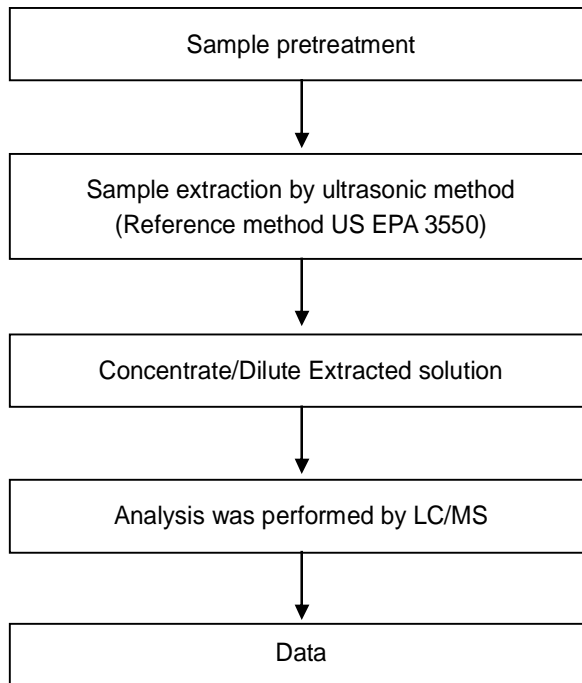 Sample pretreatment
Sample extraction by ultrasonic method
(Reference method US EPA 3550)
Concentrate/Dilute Extracted solution
Analysis was performed by LC/MS
Data